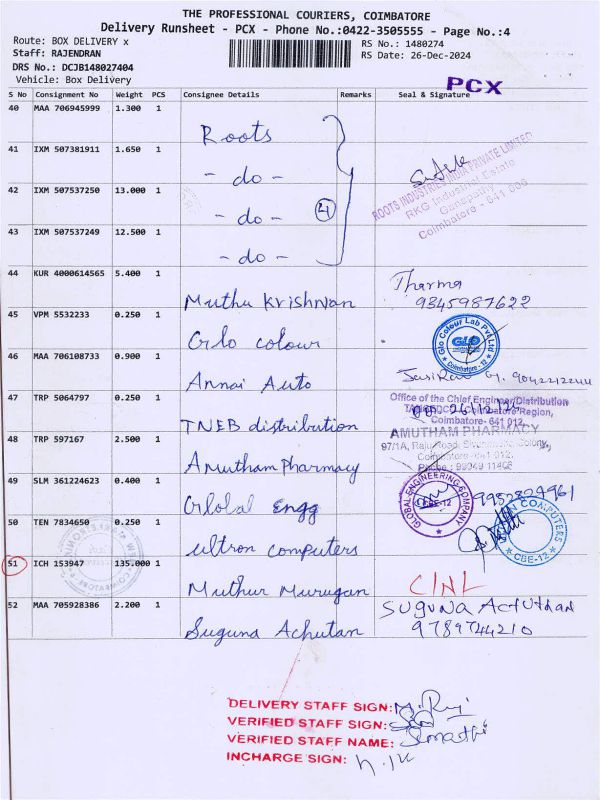 THE PROFESSIONAL COURIERS, COIMBATORE
Delivery Runsheet - PCX - Phone No.:0422-3505555 - Page No.:4
Route: BOX DELIVERY x
RS No.: 1480274
Staff: RAJENDRAN
RS Date: 26-Dec-2024
DRS No.: DCJB148027404
Vehicle: Box Delivery
PCX
S No Consignment No Weight PCS Consignee Details Remarks Seal & Signature
40 MAA 706945999 1.300 1 Roots
41 IXM 507381911 1.650 1 - do -
42 IXM 507537250 13.000 1 - do - 4
43 IXM 507537249 12.500 1 - do -
ROOTS INDUSTRIES INDIA PRIVATE LIMITED
RKG Industrial Estate
Ganapathy
Coimbatore - 641 006
44 KUR 4000614565 5.400 1 Muthu Krishnan Tharma
9345987622
45 VPM 5532233 0.250 1 Glo colour
Glo Colour Lab Pvt Ltd
GLO
Coimbatore - 12
46 MAA 706108733 0.900 1 Annai Auto
47 TRP 5064797 0.250 1 TNEB distribution
Office of the Chief Engineer/Distribution
Coimbatore Region,
Coimbatore- 641 012.
26/12/24
48 TRP 597167 2.500 1 Amutham Pharmacy
AMUTHAM PHARMACY
97/1A, Raju Road, Colony,
Coimbatore - 641 012.
49 SLM 361224623 0.400 1 Glolal Engg
GLOBAL ENGINEERING COMPANY
CBE-12
50 TEN 7834650 0.250 1 ultron computers
COMPUTERS
CBE-12
51 ICH 153947 135.000 1 Muthur Murugan CINL
52 MAA 705928386 2.200 1 Suguna Achutan Suguna Achuthan
9789744210
DELIVERY STAFF SIGN:
VERIFIED STAFF SIGN:
VERIFIED STAFF NAME:
INCHARGE SIGN: